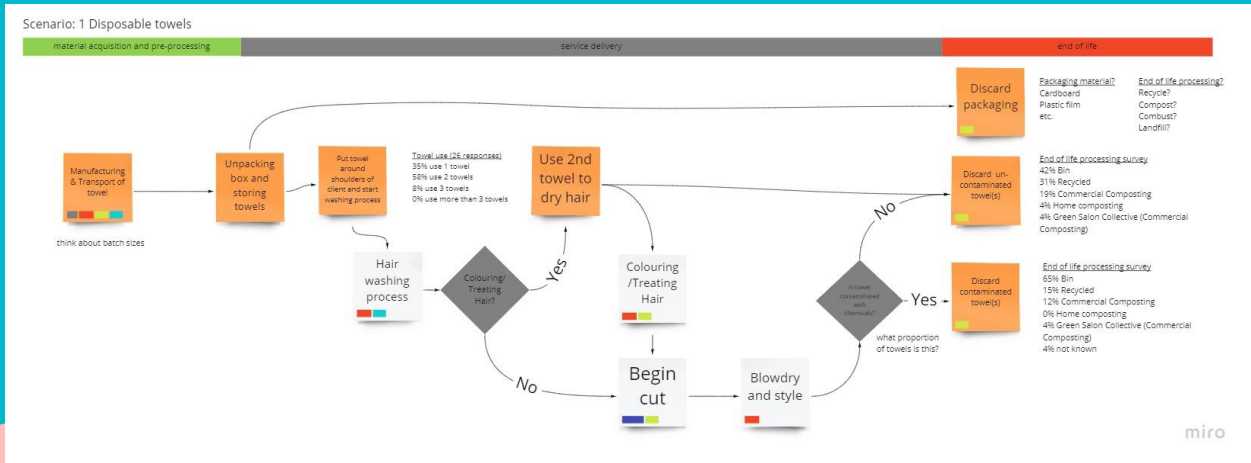 Scenario: 1 Disposable towels
material acquisition and pre-processing
service delivery
end of life
Discard
packaging
Packaging material?
Cardboard
Plastic film
etc.
End of life processing?
Recycle?
Compost?
Combust?
Landfill?
Manufacturing
& Transport of
towel
think about batch sizes
Unpacking
box and
storing
towels
Put towel
around
shoulders of
client and start
washing process
Towel use (26 responses)
35% use 1 towel
58% use 2 towels
8% use 3 towels
0% use more than 3 towels
Use 2nd
towel to
dry hair
Discard un-
contaminated
towel(s)
End of life processing survey
42% Bin
31% Recycled
19% Commercial Composting
4% Home composting
4% Green Salon Collective (Commercial
Composting)
Hair
washing
process
Colouring/
Treating
Hair?
Yes
No
Colouring
/Treating
Hair
Begin
cut
Blowdry
and style
Is towel
contaminated
with
chemicals?
No
Yes
what proportion
of towels is this?
Discard
contaminated
towel(s)
End of life processing survey
65% Bin
15% Recycled
12% Commercial Composting
0% Home composting
4% Green Salon Collective (Commercial
Composting)
4% not known
miro